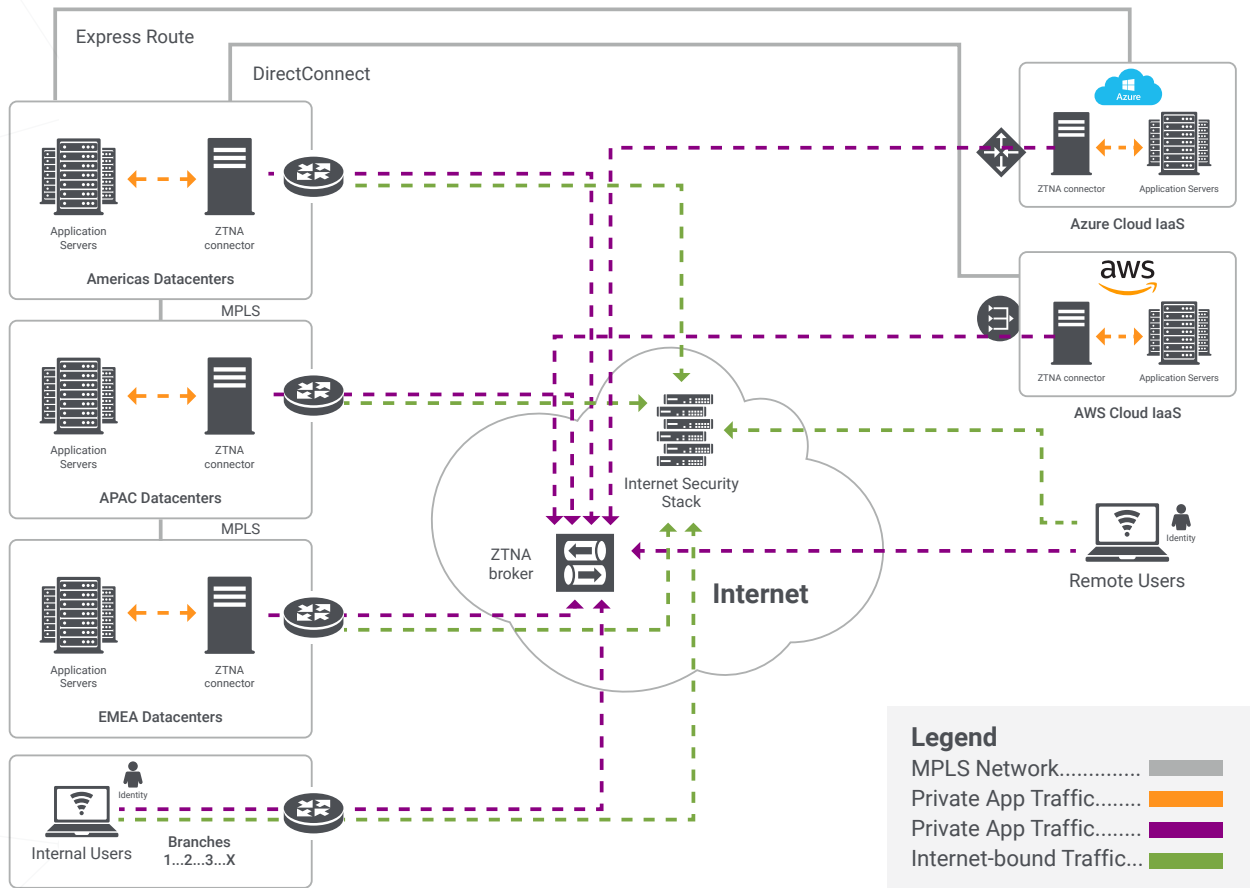 Express Route
DirectConnect
Application
Servers
ZTNA
connector
Americas Datacenters
MPLS
Application
Servers
ZTNA
connector
APAC Datacenters
MPLS
Application
Servers
ZTNA
connector
EMEA Datacenters
Identity
Internal Users
Branches
1...2...3...X
Internet Security
Stack
ZTNA
broker
Internet
Azure
ZTNA connector
Application Servers
Azure Cloud IaaS
aws
ZTNA connector
Application Servers
AWS Cloud IaaS
Identity
Remote Users
Legend
MPLS Network..............
Private App Traffic........
Private App Traffic........
Internet-bound Traffic...